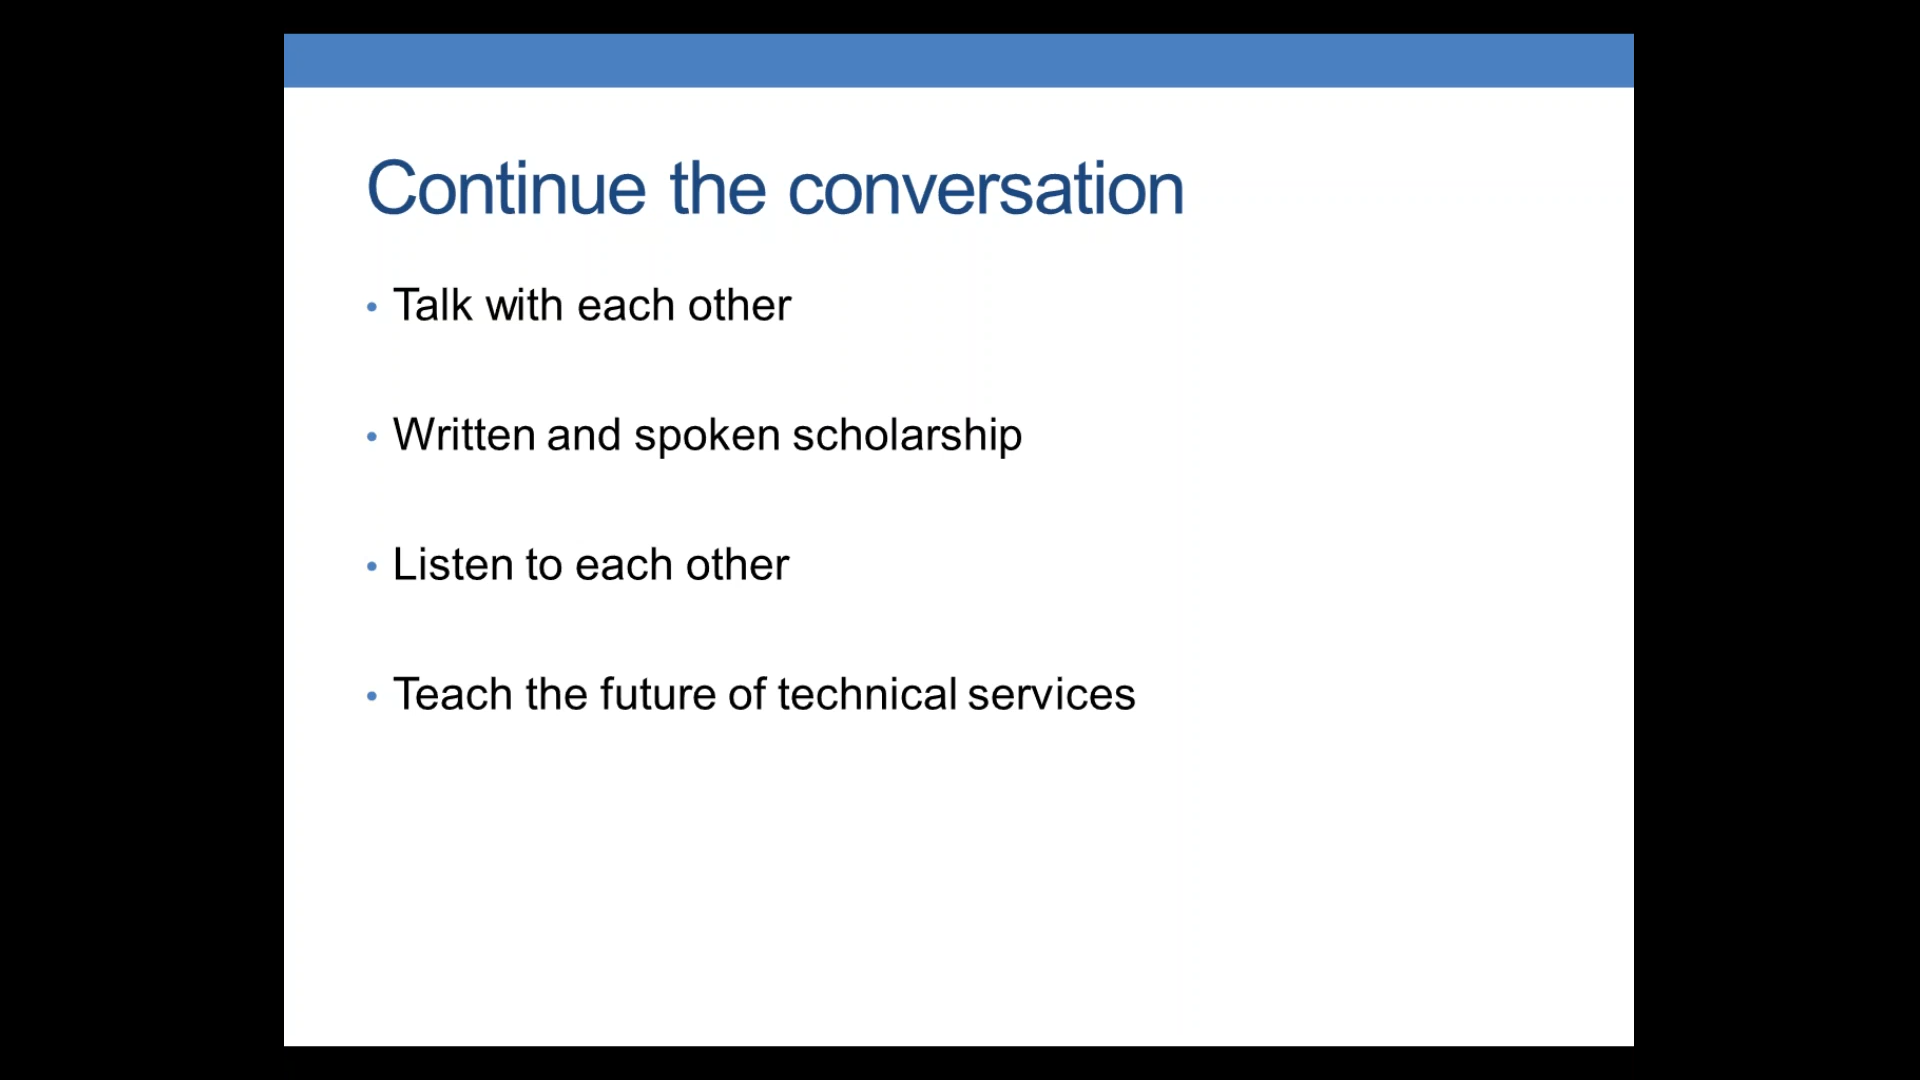 Continue the conversation
• Talk with each other
• Written and spoken scholarship
• Listen to each other
• Teach the future of technical services